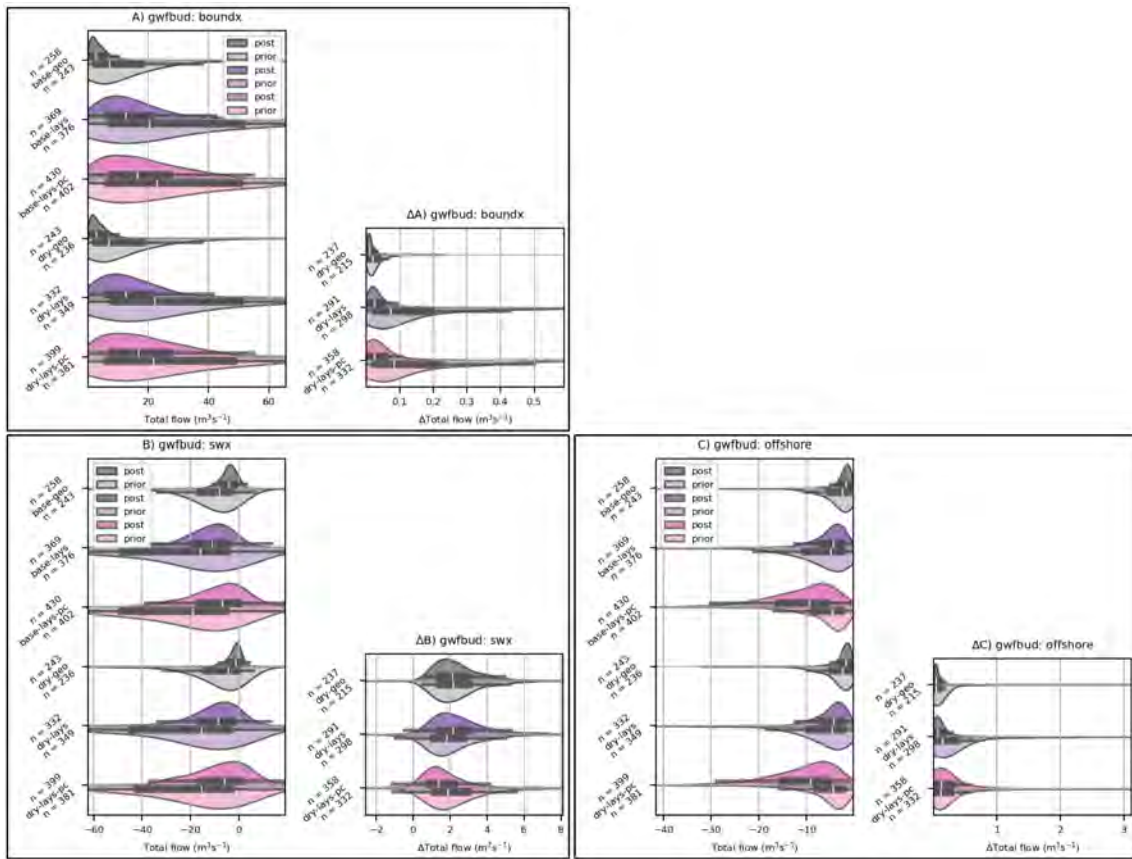 A) gwfbud: boundx
post
prior
post
prior
post
prior
n = 258
base-geo
n = 243
n = 369
base-lays
n = 376
n = 430
base-lays-pc
n = 402
n = 243
dry-geo
n = 236
n = 332
dry-lays
n = 349
n = 399
dry-lays-pc
n = 381
20 40 60
Total flow (m³s⁻¹)
ΔA) gwfbud: boundx
n = 237
dry-geo
n = 215
n = 291
dry-lays
n = 298
n = 358
dry-lays-pc
n = 332
0.1 0.2 0.3 0.4 0.5
ΔTotal flow (m³s⁻¹)
B) gwfbud: swx
post
prior
post
prior
post
prior
n = 258
base-geo
n = 243
n = 369
base-lays
n = 376
n = 430
base-lays-pc
n = 402
n = 243
dry-geo
n = 236
n = 332
dry-lays
n = 349
n = 399
dry-lays-pc
n = 381
−60 −40 −20 0
Total flow (m³s⁻¹)
ΔB) gwfbud: swx
n = 237
dry-geo
n = 215
n = 291
dry-lays
n = 298
n = 358
dry-lays-pc
n = 332
−2 0 2 4 6 8
ΔTotal flow (m³s⁻¹)
C) gwfbud: offshore
post
prior
post
prior
post
prior
n = 258
base-geo
n = 243
n = 369
base-lays
n = 376
n = 430
base-lays-pc
n = 402
n = 243
dry-geo
n = 236
n = 332
dry-lays
n = 349
n = 399
dry-lays-pc
n = 381
−40 −30 −20 −10
Total flow (m³s⁻¹)
ΔC) gwfbud: offshore
n = 237
dry-geo
n = 215
n = 291
dry-lays
n = 298
n = 358
dry-lays-pc
n = 332
1 2 3
ΔTotal flow (m³s⁻¹)